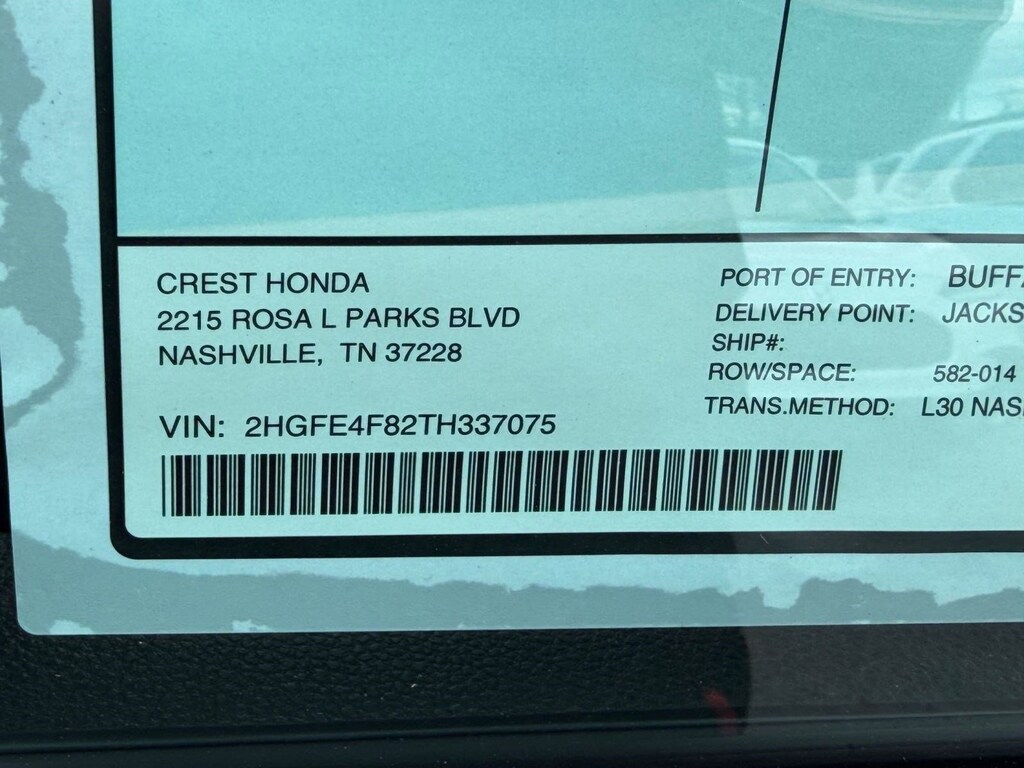 CREST HONDA
2215 ROSA L PARKS BLVD
NASHVILLE, TN 37228
VIN: 2HGFE4F82TH337075
PORT OF ENTRY:
DELIVERY POINT:
SHIP#:
ROW/SPACE: 582-014
TRANS.METHOD: L30